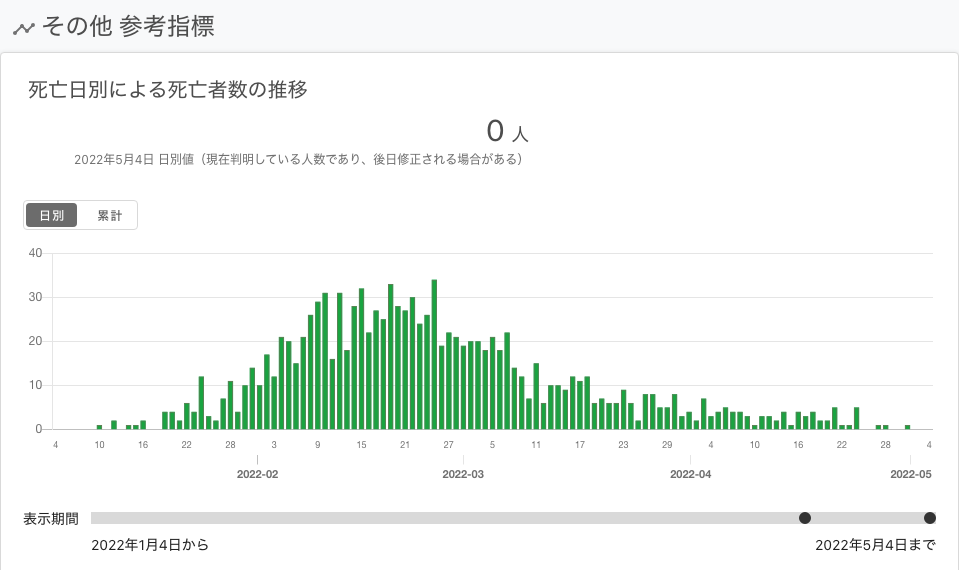 その他 参考指標
死亡日別による死亡者数の推移
0 人
2022年5月4日 日別値（現在判明している人数であり、後日修正される場合がある）
日別 累計
40
30
20
10
0
4 10 16 22 28 3 9 15 21 27 5 11 17 23 29 4 10 16 22 28 4
2022-02 2022-03 2022-04 2022-05
表示期間
2022年1月4日から 2022年5月4日まで